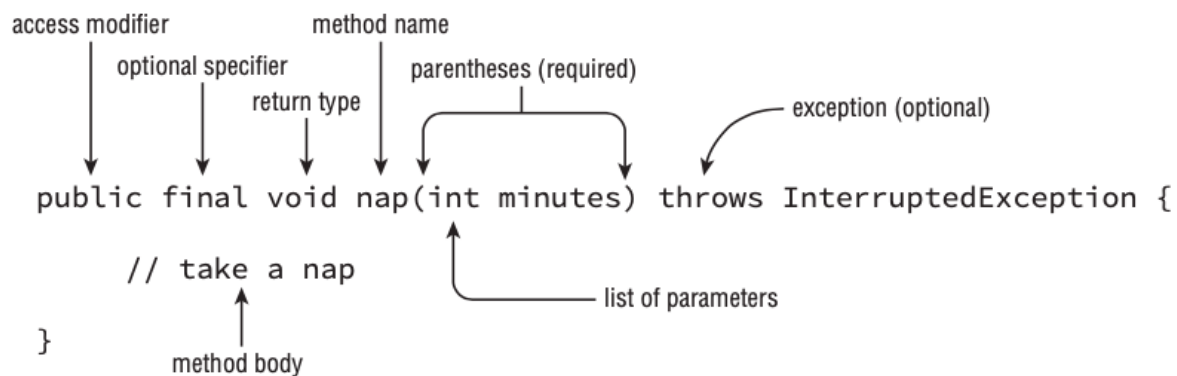 access modifier
method name
optional specifier
parentheses (required)
return type
exception (optional)
public final void nap(int minutes) throws InterruptedException {
// take a nap
list of parameters
}
method body